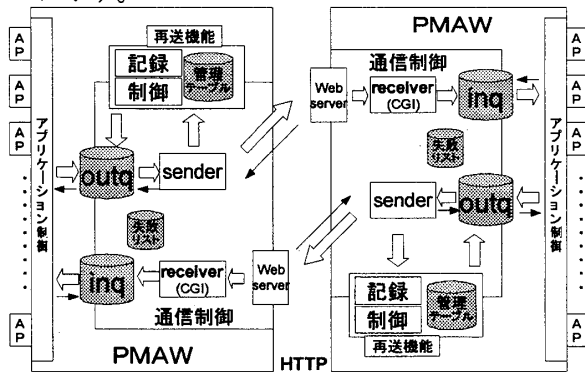 PMAW
再送機能
記録
制御
管理
テーブル
AP
AP
AP
AP
アプリケーション制御
outq
sender
失敗
リスト
inq
receiver
(CGI)
Web
server
通信制御
PMAW
HTTP
通信制御
Web
server
receiver
(CGI)
inq
失敗
リスト
sender
outq
記録
制御
管理
テーブル
再送機能
アプリケーション制御
AP
AP
AP
AP